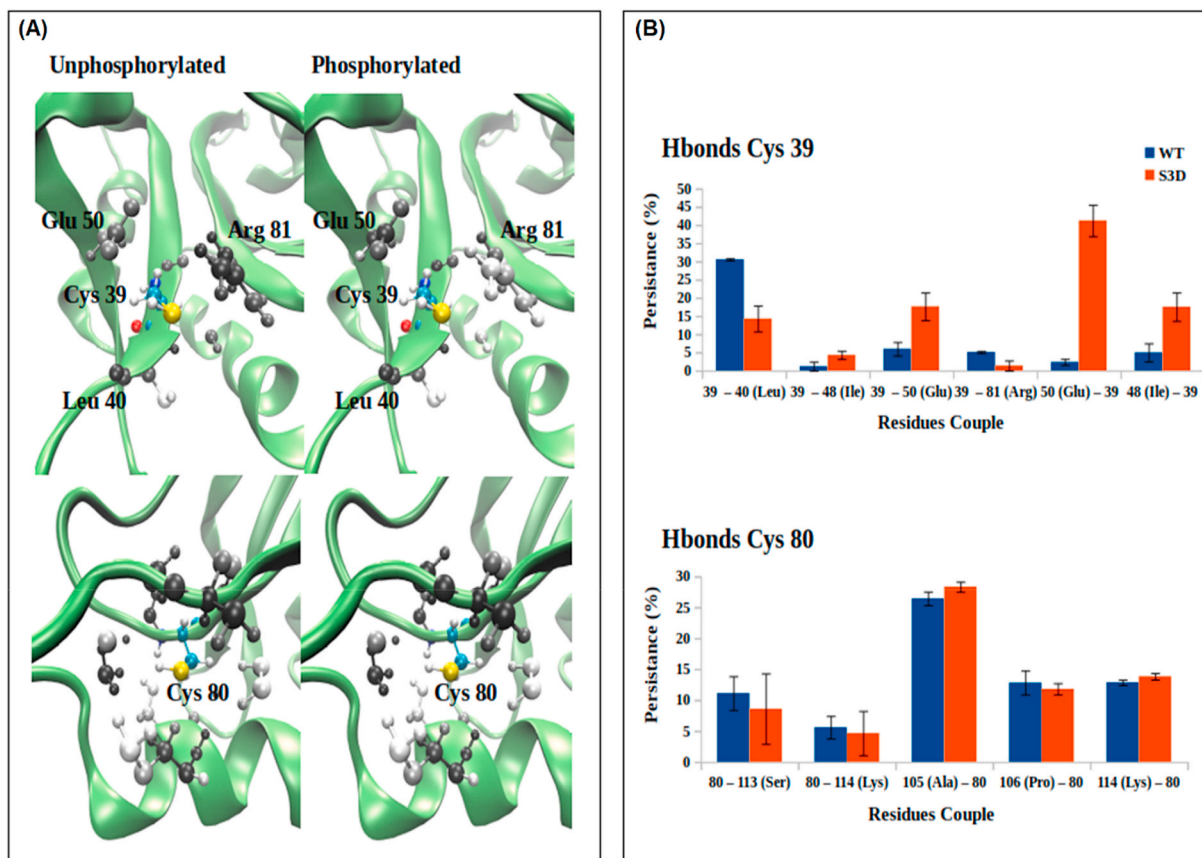 (A)
Unphosphorylated Phosphorylated
Glu 50 Arg 81 Glu 50 Arg 81
Cys 39 Cys 39
Leu 40 Leu 40
Cys 80 Cys 80
(B)
Hbonds Cys 39
WT
S3D
Persistance (%)
50
45
40
35
30
25
20
15
10
5
0
39 – 40 (Leu) 39 – 48 (Ile) 39 – 50 (Glu) 39 – 81 (Arg) 50 (Glu) – 39 48 (Ile) – 39
Residues Couple
Hbonds Cys 80
Persistance (%)
30
25
20
15
10
5
0
80 – 113 (Ser) 80 – 114 (Lys) 105 (Ala) – 80 106 (Pro) – 80 114 (Lys) – 80
Residues Couple